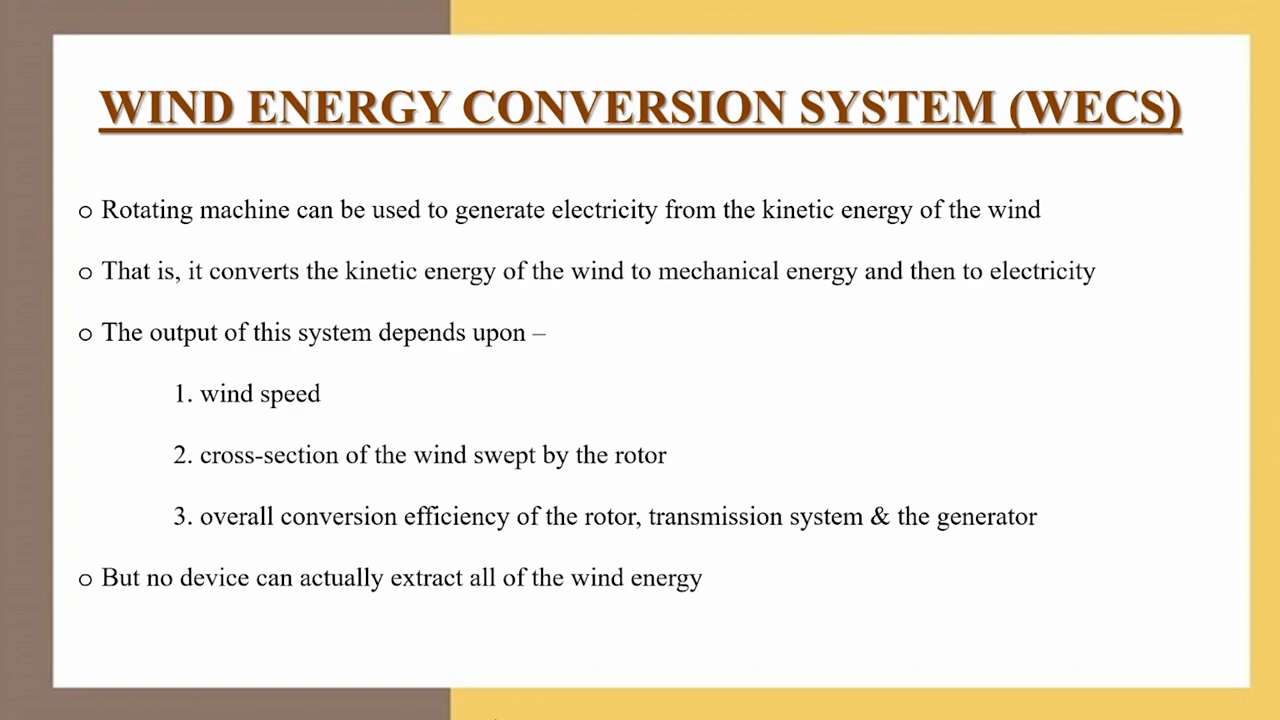 WIND ENERGY CONVERSION SYSTEM (WECS)
o Rotating machine can be used to generate electricity from the kinetic energy of the wind
o That is, it converts the kinetic energy of the wind to mechanical energy and then to electricity
o The output of this system depends upon –
1. wind speed
2. cross-section of the wind swept by the rotor
3. overall conversion efficiency of the rotor, transmission system & the generator
o But no device can actually extract all of the wind energy